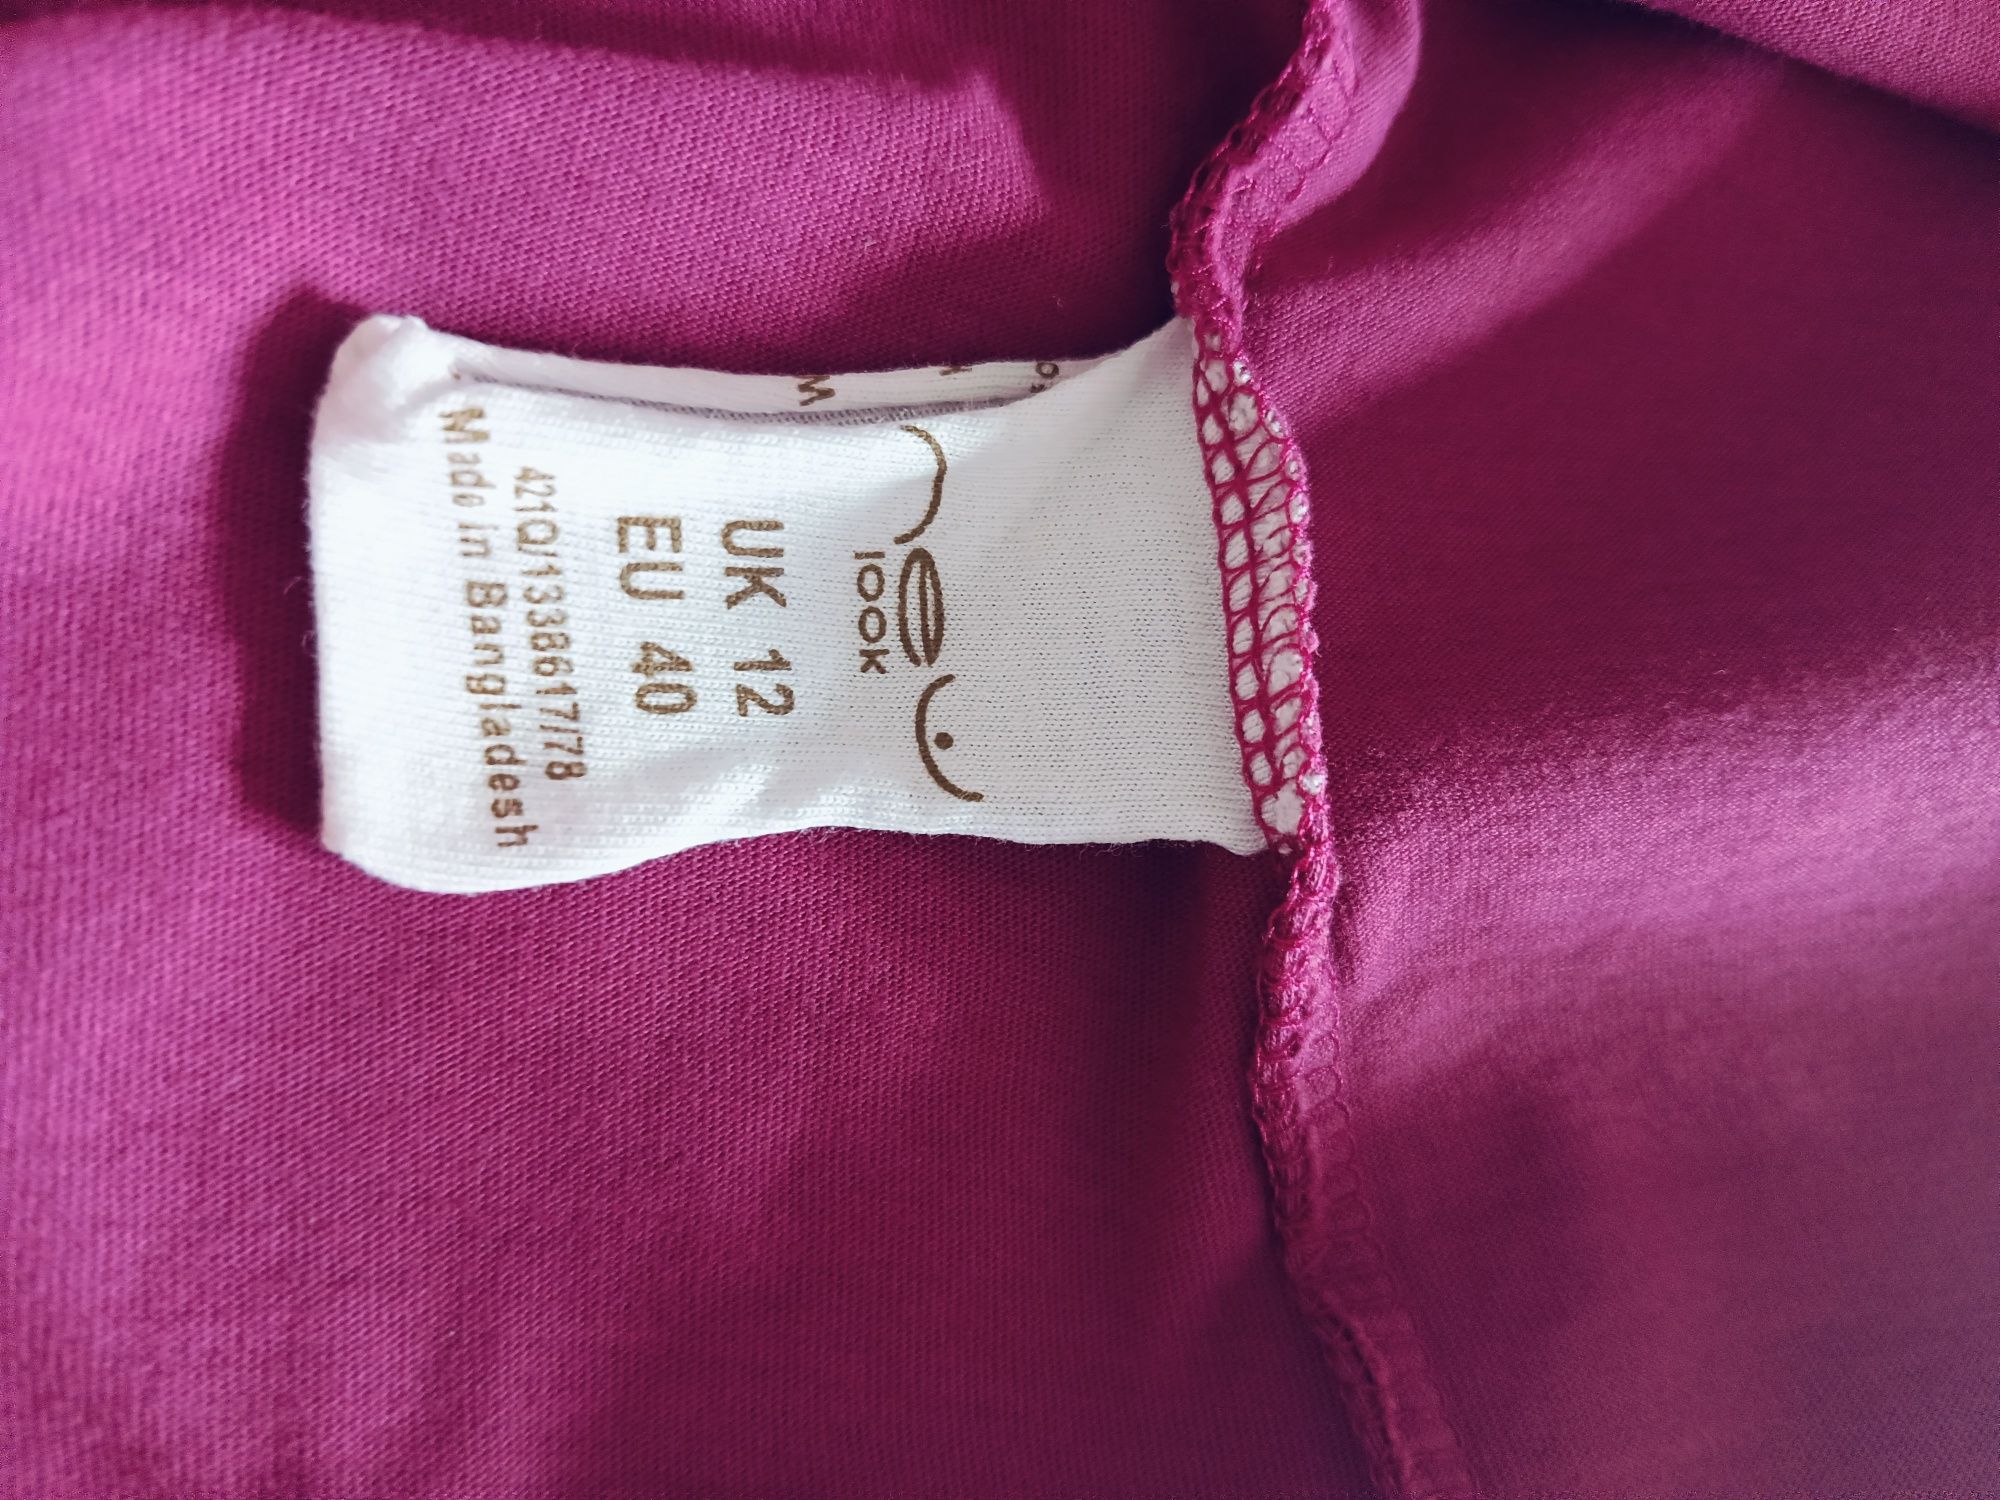 new
look
UK 12
EU 40
421Q/133861778
Made in Bangladesh
M